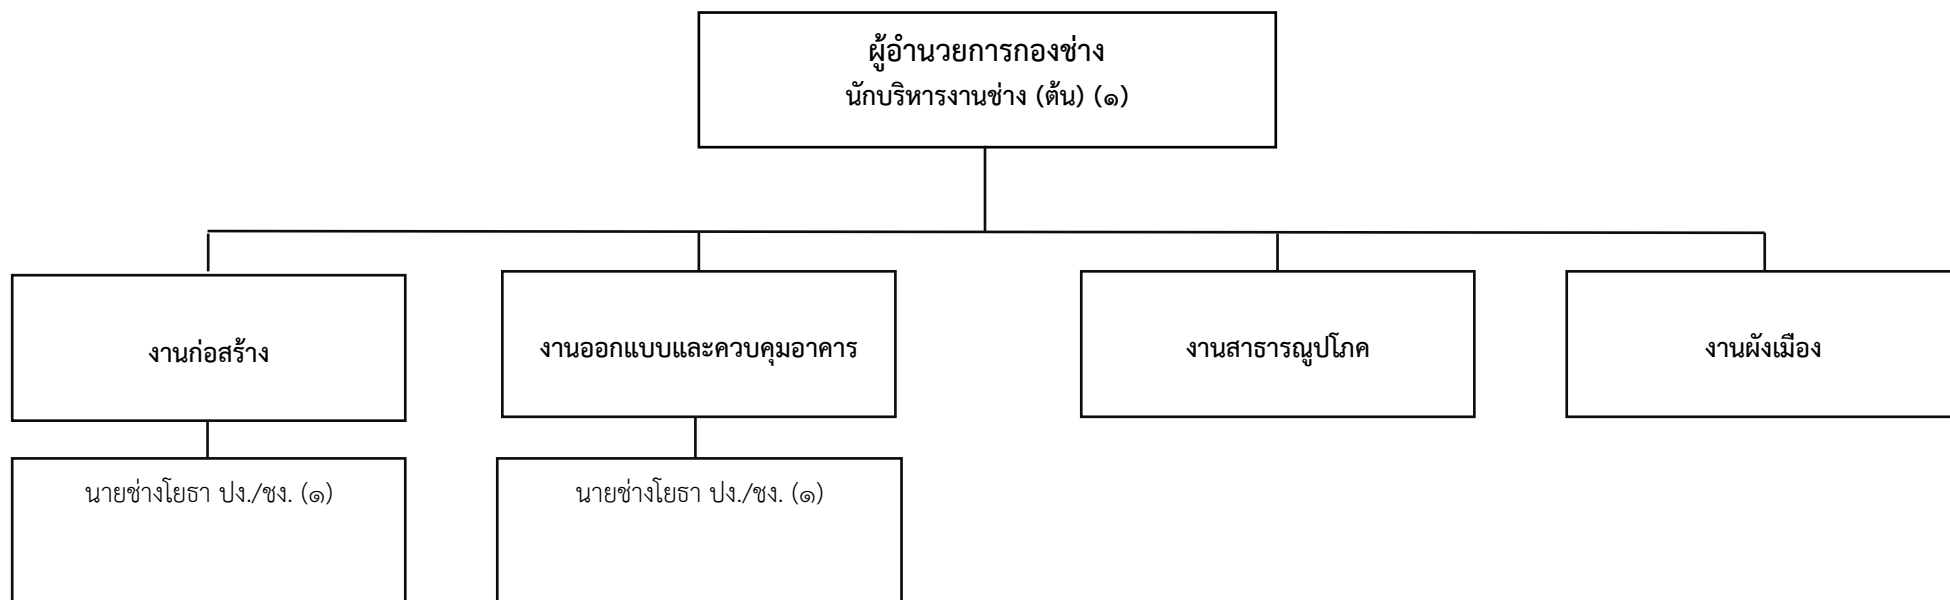 ผู้อำนวยการกองช่าง
นักบริหารงานช่าง (ต้น) (๑)
งานก่อสร้าง
งานออกแบบและควบคุมอาคาร
งานสาธารณูปโภค
งานผังเมือง
นายช่างโยธา ปง./ชง. (๑)
นายช่างโยธา ปง./ชง. (๑)